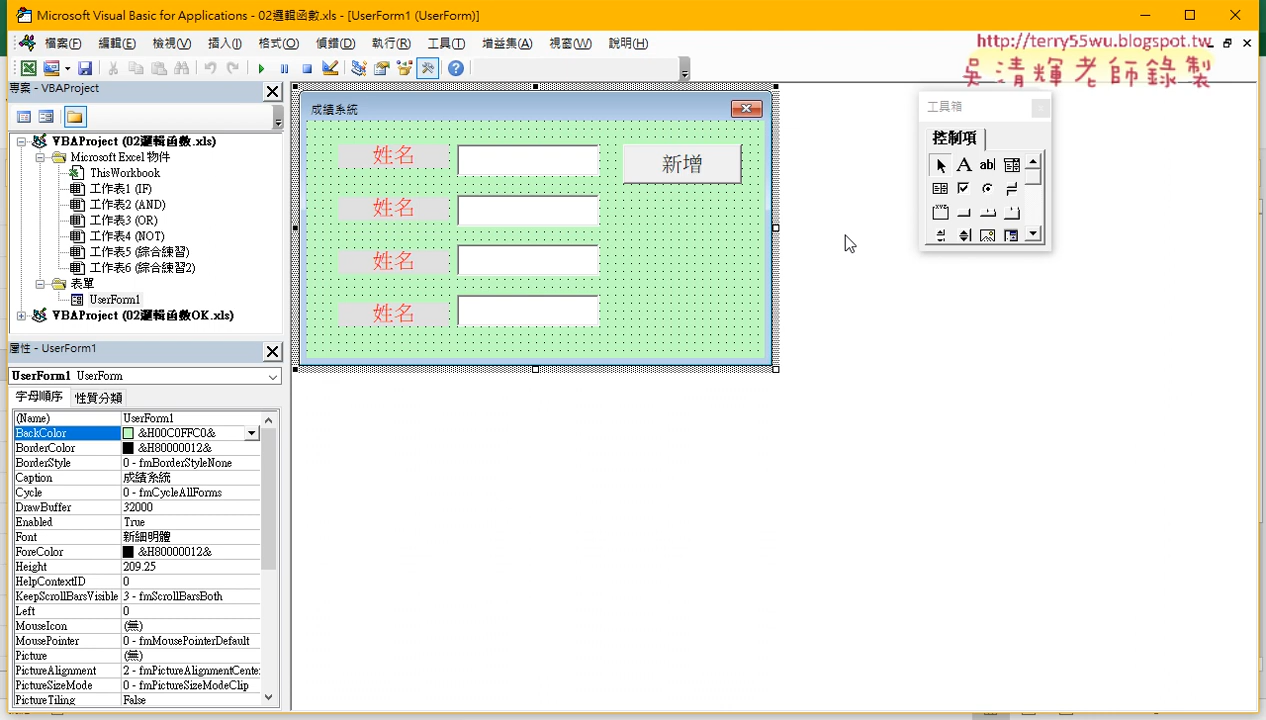 Microsoft Visual Basic for Applications - 02邏輯函數.xls - [UserForm1 (UserForm)]
檔案(F) 編輯(E) 檢視(V) 插入(I) 格式(O) 偵錯(D) 執行(R) 工具(T) 增益集(A) 視窗(W) 說明(H)
http://terry55wu.blogspot.tw
吳清輝老師錄製
專案 - VBAProject
VBAProject (02邏輯函數.xls)
Microsoft Excel 物件
ThisWorkbook
工作表1 (IF)
工作表2 (AND)
工作表3 (OR)
工作表4 (NOT)
工作表5 (綜合練習)
工作表6 (綜合練習2)
表單
UserForm1
VBAProject (02邏輯函數OK.xls)
屬性 - UserForm1
UserForm1 UserForm
字母順序 性質分類
(Name) UserForm1
BackColor &H00C0FFC0&
BorderColor &H80000012&
BorderStyle 0 - fmBorderStyleNone
Caption 成績系統
Cycle 0 - fmCycleAllForms
DrawBuffer 32000
Enabled True
Font 新細明體
ForeColor &H80000012&
Height 209.25
HelpContextID 0
KeepScrollBarsVisible 3 - fmScrollBarsBoth
Left 0
MouseIcon (無)
MousePointer 0 - fmMousePointerDefault
Picture (無)
PictureAlignment 2 - fmPictureAlignmentCente
PictureSizeMode 0 - fmPictureSizeModeClip
PictureTiling False
成績系統
姓名 新增
姓名
姓名
姓名
工具箱
控制項
A ab|
XYZ